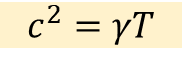 c² = γT